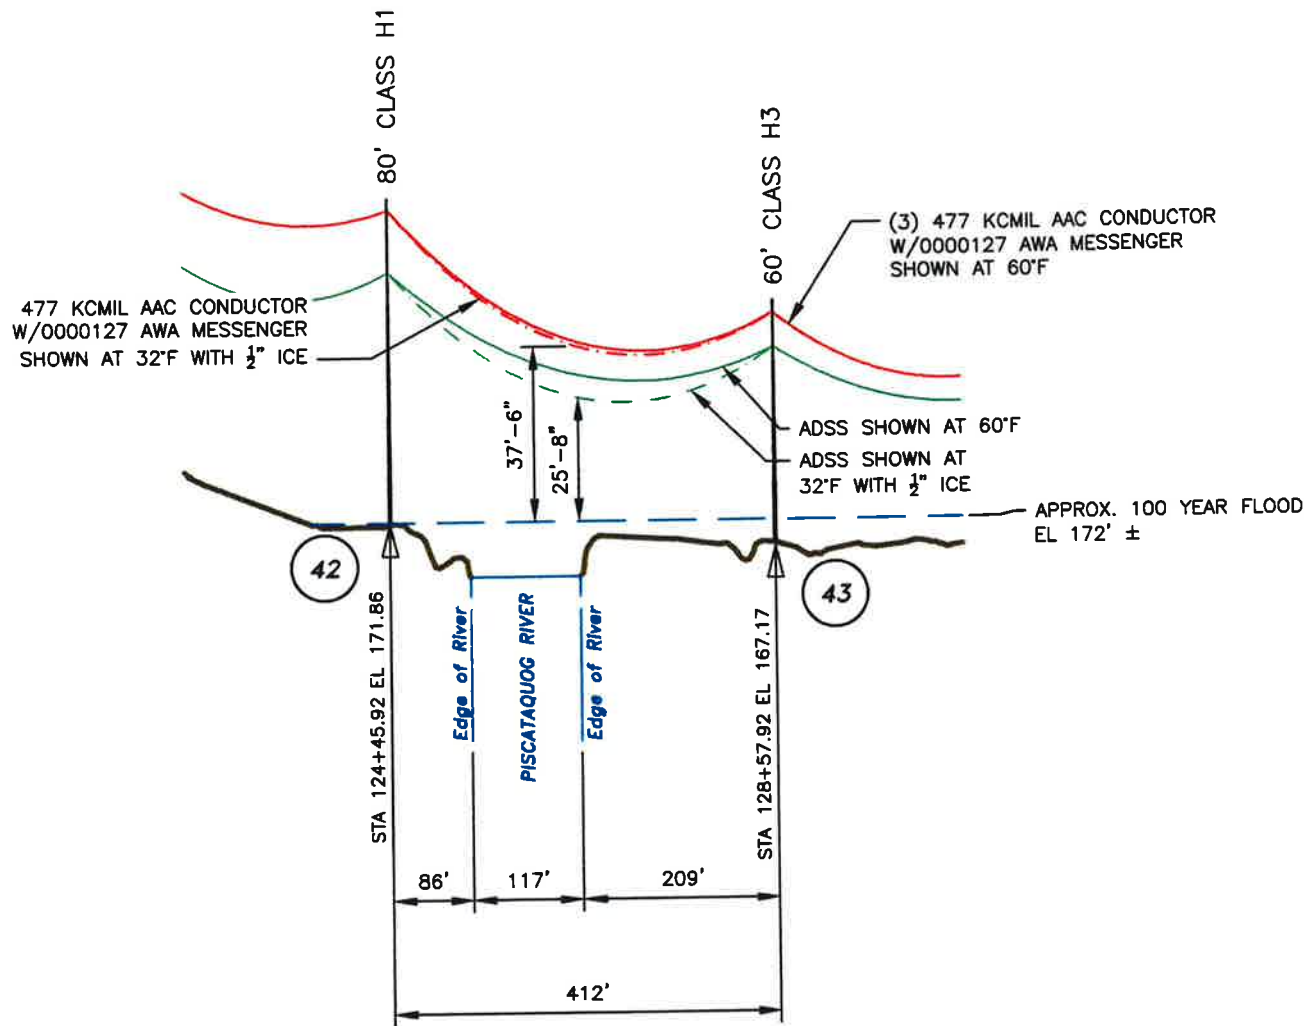 80' CLASS H1
60' CLASS H3
(3) 477 KCMIL AAC CONDUCTOR
W/0000127 AWA MESSENGER
SHOWN AT 60°F
477 KCMIL AAC CONDUCTOR
W/0000127 AWA MESSENGER
SHOWN AT 32°F WITH ½" ICE
37'-6"
25'-8"
ADSS SHOWN AT 60°F
ADSS SHOWN AT
32°F WITH ½" ICE
APPROX. 100 YEAR FLOOD
EL 172' ±
42
43
STA 124+45.92 EL 171.86
Edge of River
PISCATAQUOG RIVER
Edge of River
STA 128+57.92 EL 167.17
86'
117'
209'
412'